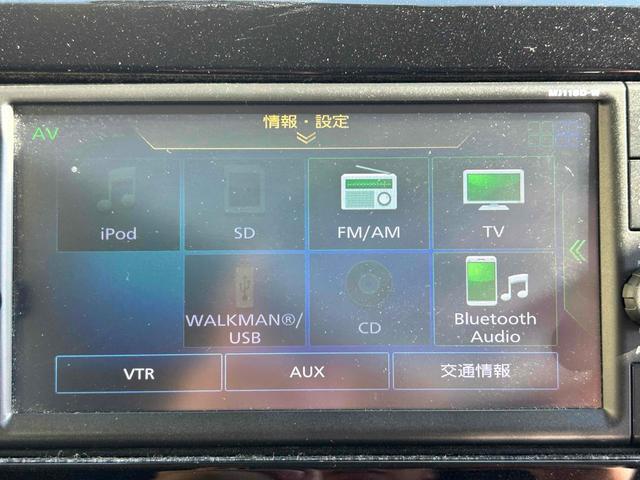 MJ116D-W
情報・設定
AV
iPod
SD
FM/AM
TV
WALKMAN®/
USB
CD
Bluetooth
Audio
VTR
AUX
交通情報